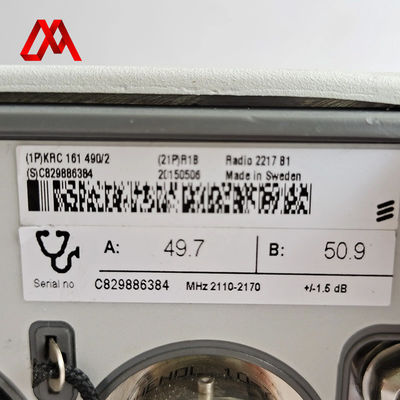 (1P)KRC 161 490/2 (21P)R1B Radio 2217 B1
(S)C829886384 20150506 Made in Sweden
A: 49.7 B: 50.9
Serial no C829886384 MHz 2110-2170 +/-1.5 dB